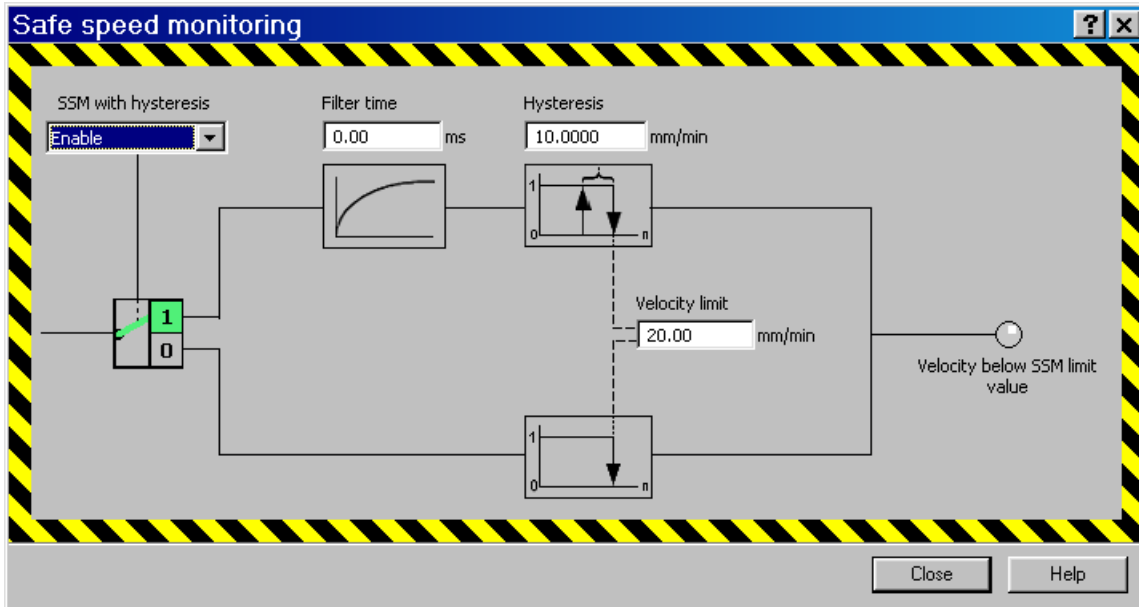 Safe speed monitoring
? ×
SSM with hysteresis
Filter time
Hysteresis
Enable
0.00
ms
10.0000
mm/min
1
0
n
1
0
Velocity limit
20.00
mm/min
Velocity below SSM limit
value
1
0
n
Close
Help